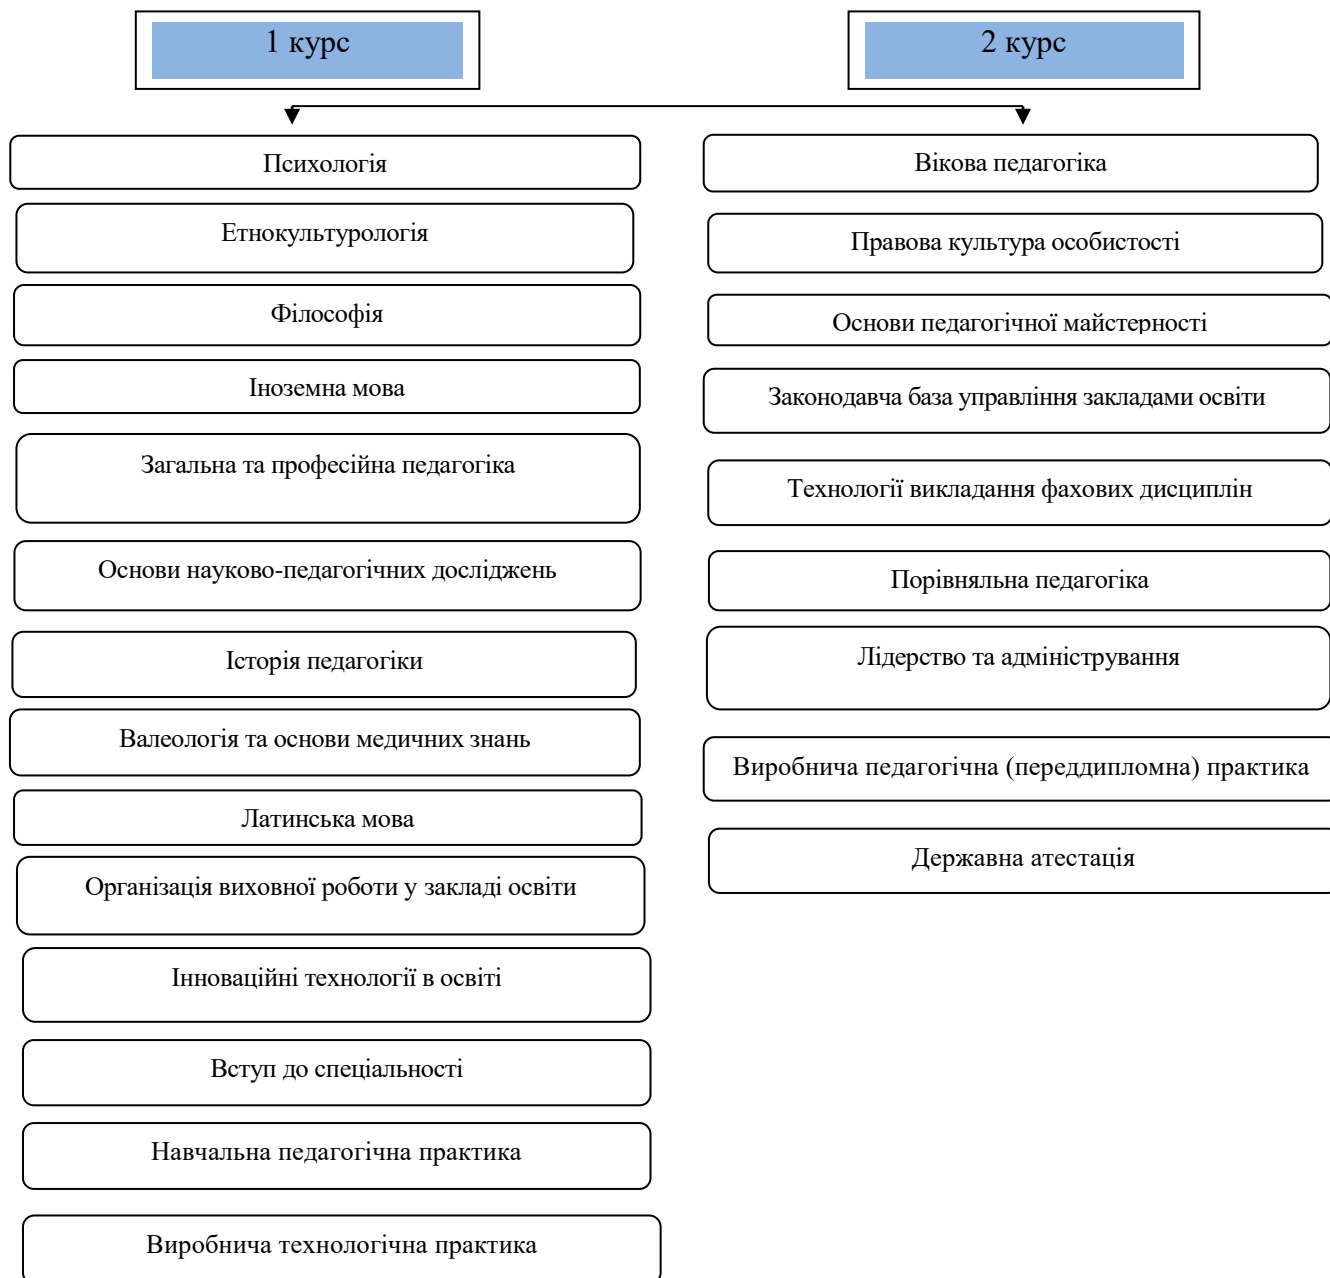 1 курс
Психологія
Етнокультурологія
Філософія
Іноземна мова
Загальна та професійна педагогіка
Основи науково-педагогічних досліджень
Історія педагогіки
Валеологія та основи медичних знань
Латинська мова
Організація виховної роботи у закладі освіти
Інноваційні технології в освіті
Вступ до спеціальності
Навчальна педагогічна практика
Виробнича технологічна практика
2 курс
Вікова педагогіка
Правова культура особистості
Основи педагогічної майстерності
Законодавча база управління закладами освіти
Технології викладання фахових дисциплін
Порівняльна педагогіка
Лідерство та адміністрування
Виробнича педагогічна (переддипломна) практика
Державна атестація